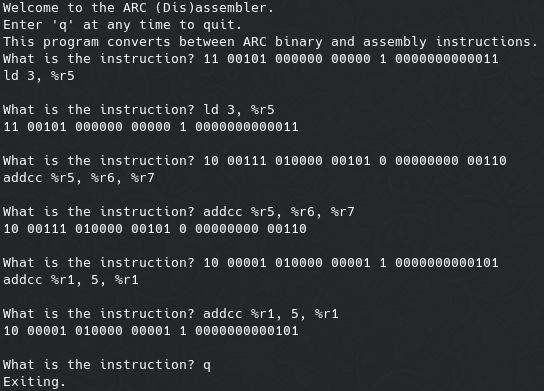 Welcome to the ARC (Dis)assembler.
Enter 'q' at any time to quit.
This program converts between ARC binary and assembly instructions.
What is the instruction? 11 00101 000000 00000 1 0000000000011
ld 3, %r5
What is the instruction? ld 3, %r5
11 00101 000000 00000 1 0000000000011
What is the instruction? 10 00111 010000 00101 0 00000000 00110
addcc %r5, %r6, %r7
What is the instruction? addcc %r5, %r6, %r7
10 00111 010000 00101 0 00000000 00110
What is the instruction? 10 00001 010000 00001 1 0000000000101
addcc %r1, 5, %r1
What is the instruction? addcc %r1, 5, %r1
10 00001 010000 00001 1 0000000000101
What is the instruction? q
Exiting.